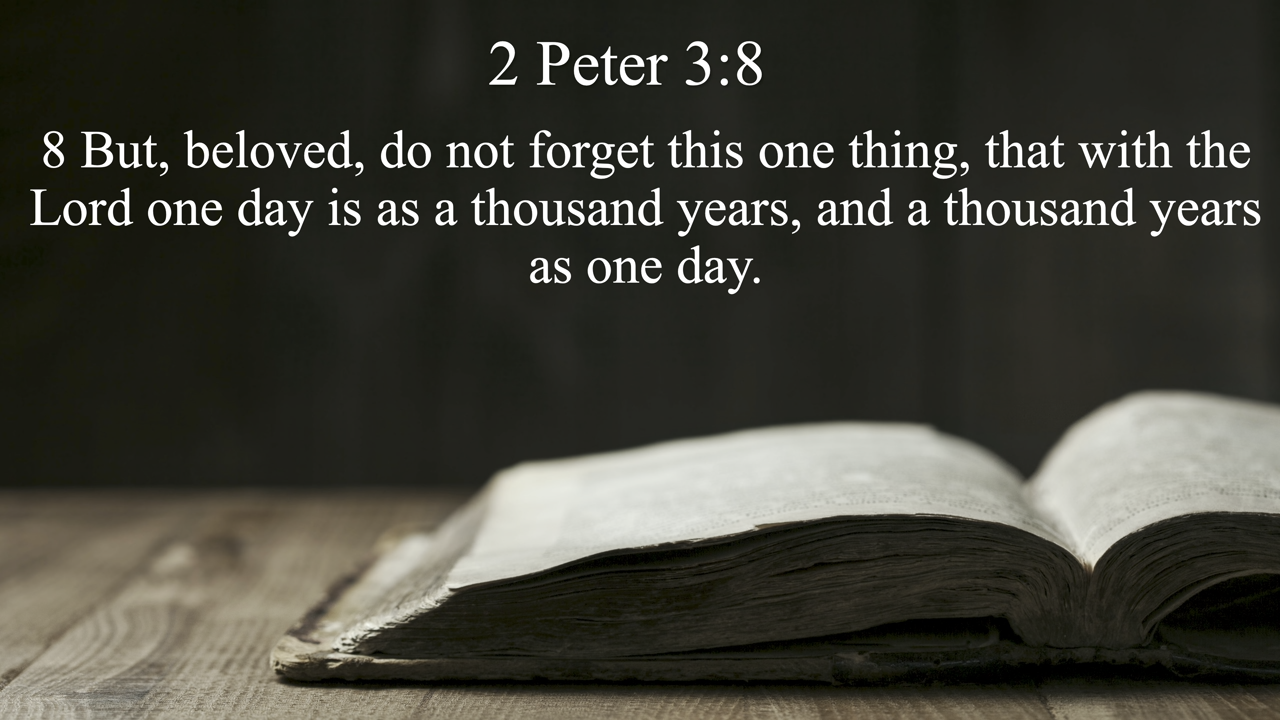 2 Peter 3:8
8 But, beloved, do not forget this one thing, that with the
Lord one day is as a thousand years, and a thousand years
as one day.